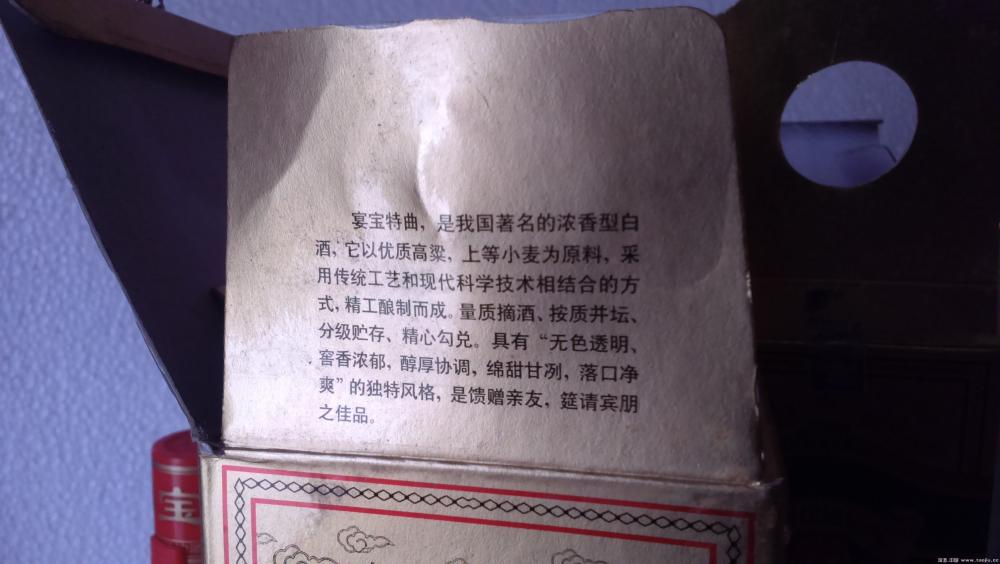 宴宝特曲，是我国著名的浓香型白
酒，它以优质高粱，上等小麦为原料，采
用传统工艺和现代科学技术相结合的方
式，精工酿制而成。量质摘酒、按质并坛、
分级贮存、精心勾兑。具有“无色透明、
窖香浓郁，醇厚协调，绵甜甘冽，落口净
爽”的独特风格，是馈赠亲友，筵请宾朋
之佳品。
宝